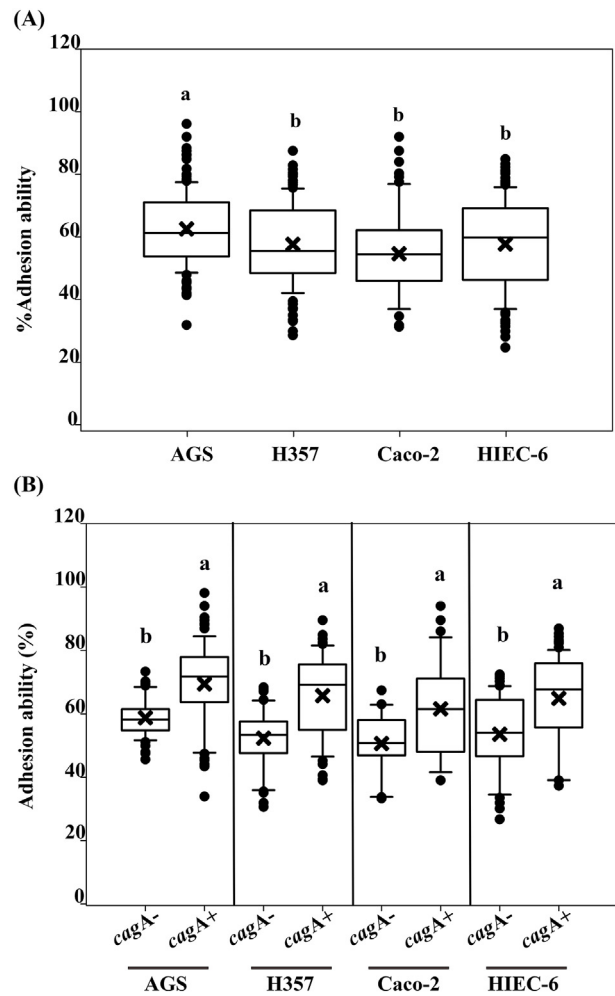 (A)
120
100
80
60
40
20
0
%Adhesion ability
a
b
b
b
AGS H357 Caco-2 HIEC-6
(B)
120
100
80
60
40
20
0
Adhesion ability (%)
b a b a b a b a
cagA- cagA+ cagA- cagA+ cagA- cagA+ cagA- cagA+
AGS H357 Caco-2 HIEC-6